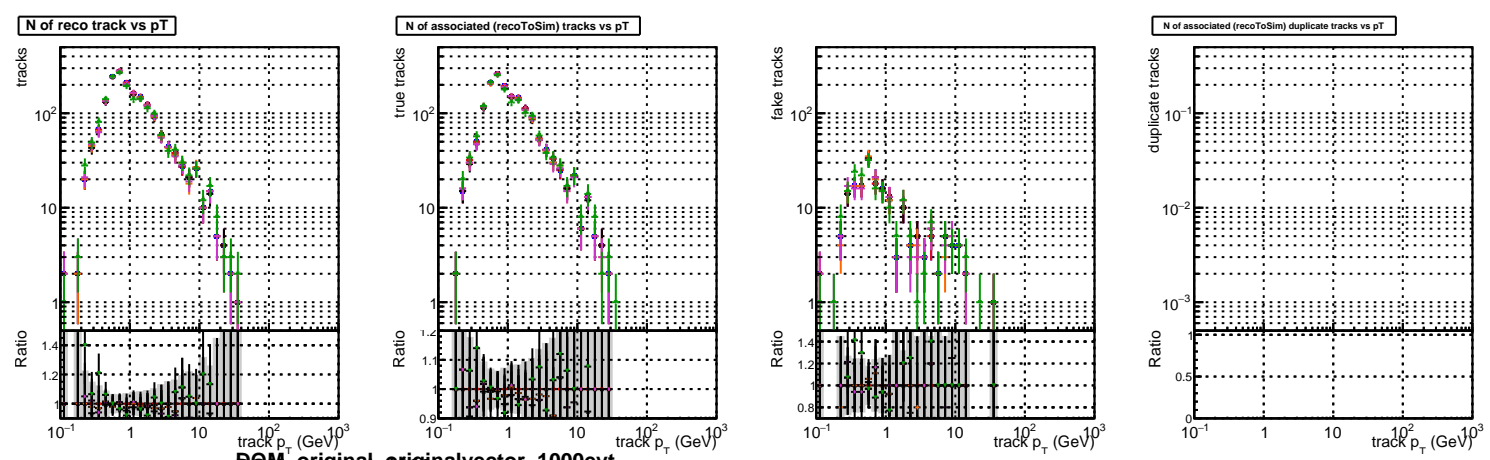 N of reco track vs pT
N of associated (recoToSim) tracks vs pT
N of associated (recoToSim) duplicate tracks vs pT
tracks
10²
10
1
Ratio
1.4
1.2
1
10⁻¹ 1 10 10² 10³
track p_T (GeV)
true tracks
10²
10
1
Ratio
1.2
1.1
1
0.9
10⁻¹ 1 10 10² 10³
track p_T (GeV)
fake tracks
10²
10
1
Ratio
1.4
1.2
1
0.8
10⁻¹ 1 10 10² 10³
track p_T (GeV)
duplicate tracks
10⁻¹
10⁻²
10⁻³
Ratio
1
0.5
0
10⁻¹ 1 10 10² 10³
track p_T (GeV)
original_originalvector_1000evt